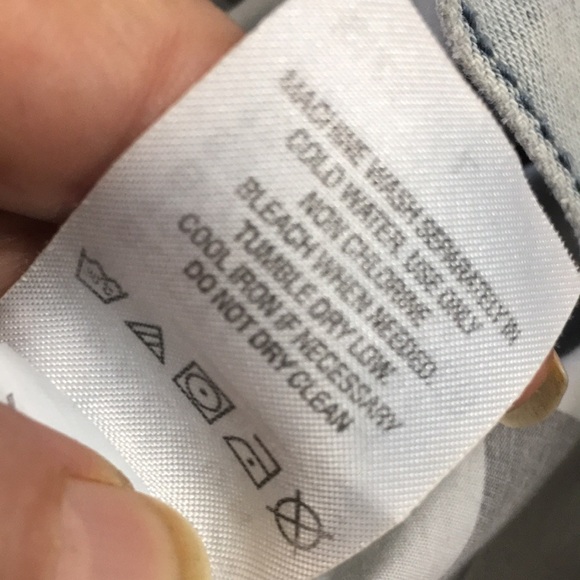 MACHINE WASH SEPARATELY IN
COLD WATER. USE ONLY
NON CHLORINE
BLEACH WHEN NEEDED.
TUMBLE DRY LOW.
COOL IRON IF NECESSARY
DO NOT DRY CLEAN